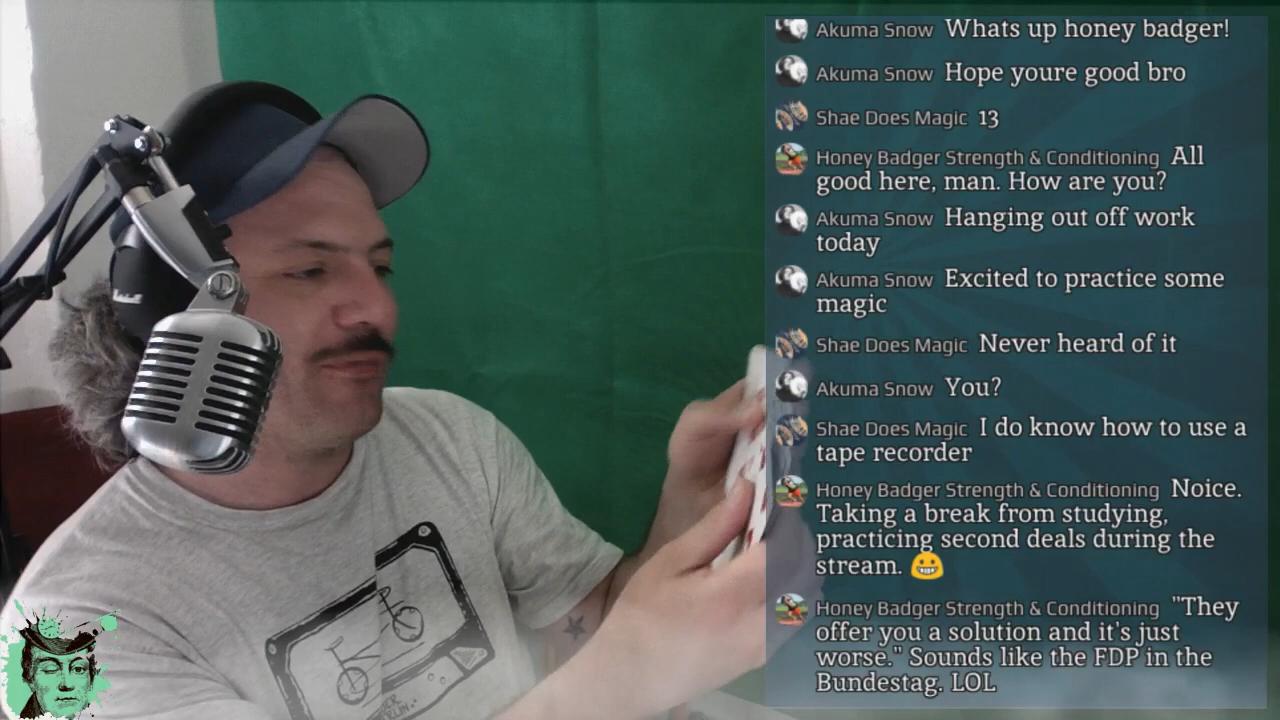 Akuma Snow Whats up honey badger!
Akuma Snow Hope youre good bro
Shae Does Magic 13
Honey Badger Strength & Conditioning All
good here, man. How are you?
Akuma Snow Hanging out off work
today
Akuma Snow Excited to practice some
magic
Shae Does Magic Never heard of it
Akuma Snow You?
Shae Does Magic I do know how to use a
tape recorder
Honey Badger Strength & Conditioning Noice.
Taking a break from studying,
practicing second deals during the
stream. 😬
Honey Badger Strength & Conditioning "They
offer you a solution and it's just
worse." Sounds like the FDP in the
Bundestag. LOL